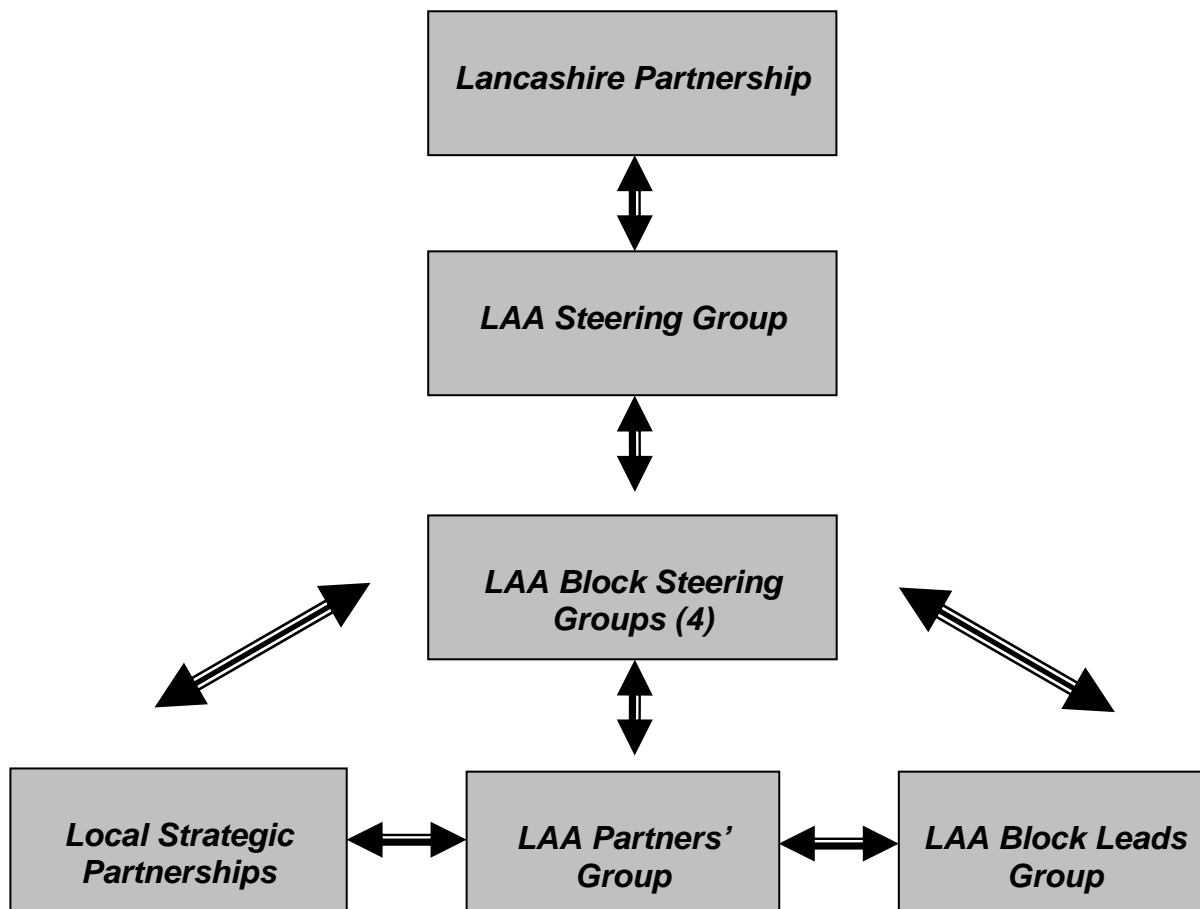 Lancashire Partnership
LAA Steering Group
LAA Block Steering
Groups (4)
Local Strategic
Partnerships
LAA Partners’
Group
LAA Block Leads
Group